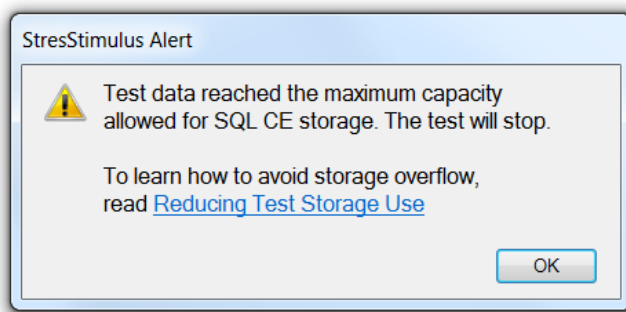 StresStimulus Alert
Test data reached the maximum capacity
allowed for SQL CE storage. The test will stop.
To learn how to avoid storage overflow,
read Reducing Test Storage Use
OK